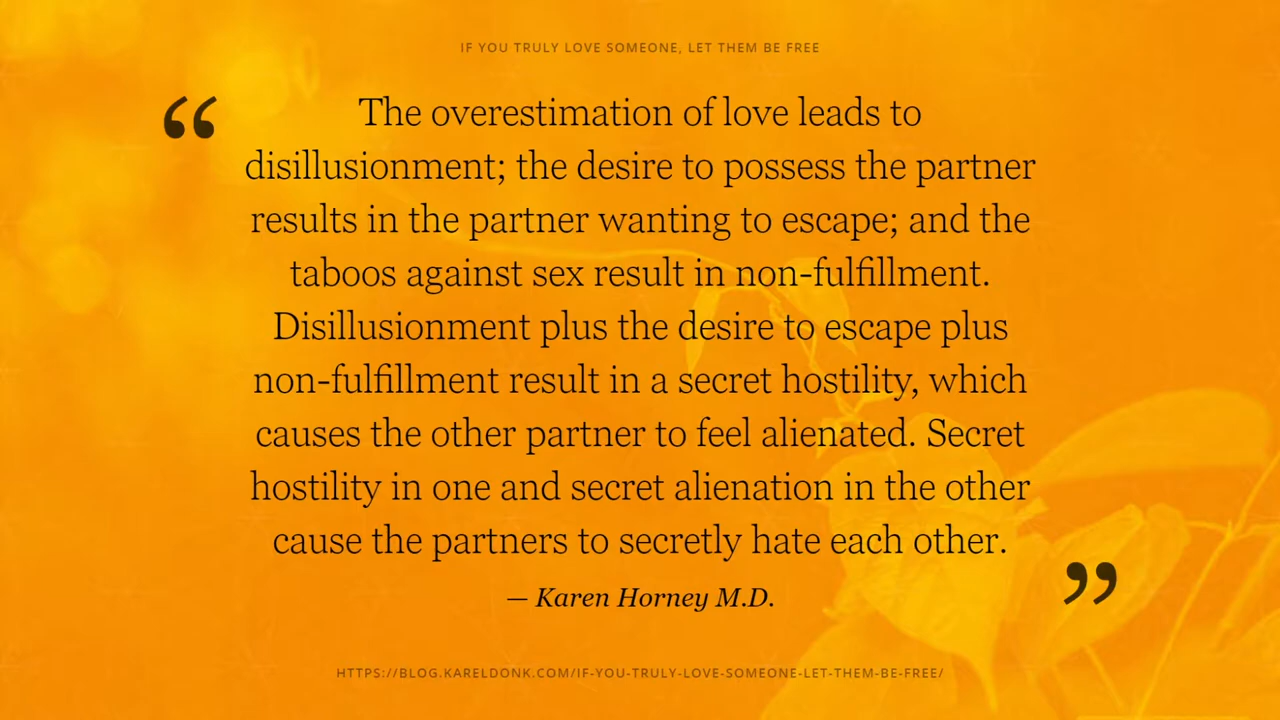 IF YOU TRULY LOVE SOMEONE, LET THEM BE FREE
“
The overestimation of love leads to
disillusionment; the desire to possess the partner
results in the partner wanting to escape; and the
taboos against sex result in non-fulfillment.
Disillusionment plus the desire to escape plus
non-fulfillment result in a secret hostility, which
causes the other partner to feel alienated. Secret
hostility in one and secret alienation in the other
cause the partners to secretly hate each other.
”
— Karen Horney M.D.
HTTPS://BLOG.KARELDONK.COM/IF-YOU-TRULY-LOVE-SOMEONE-LET-THEM-BE-FREE/